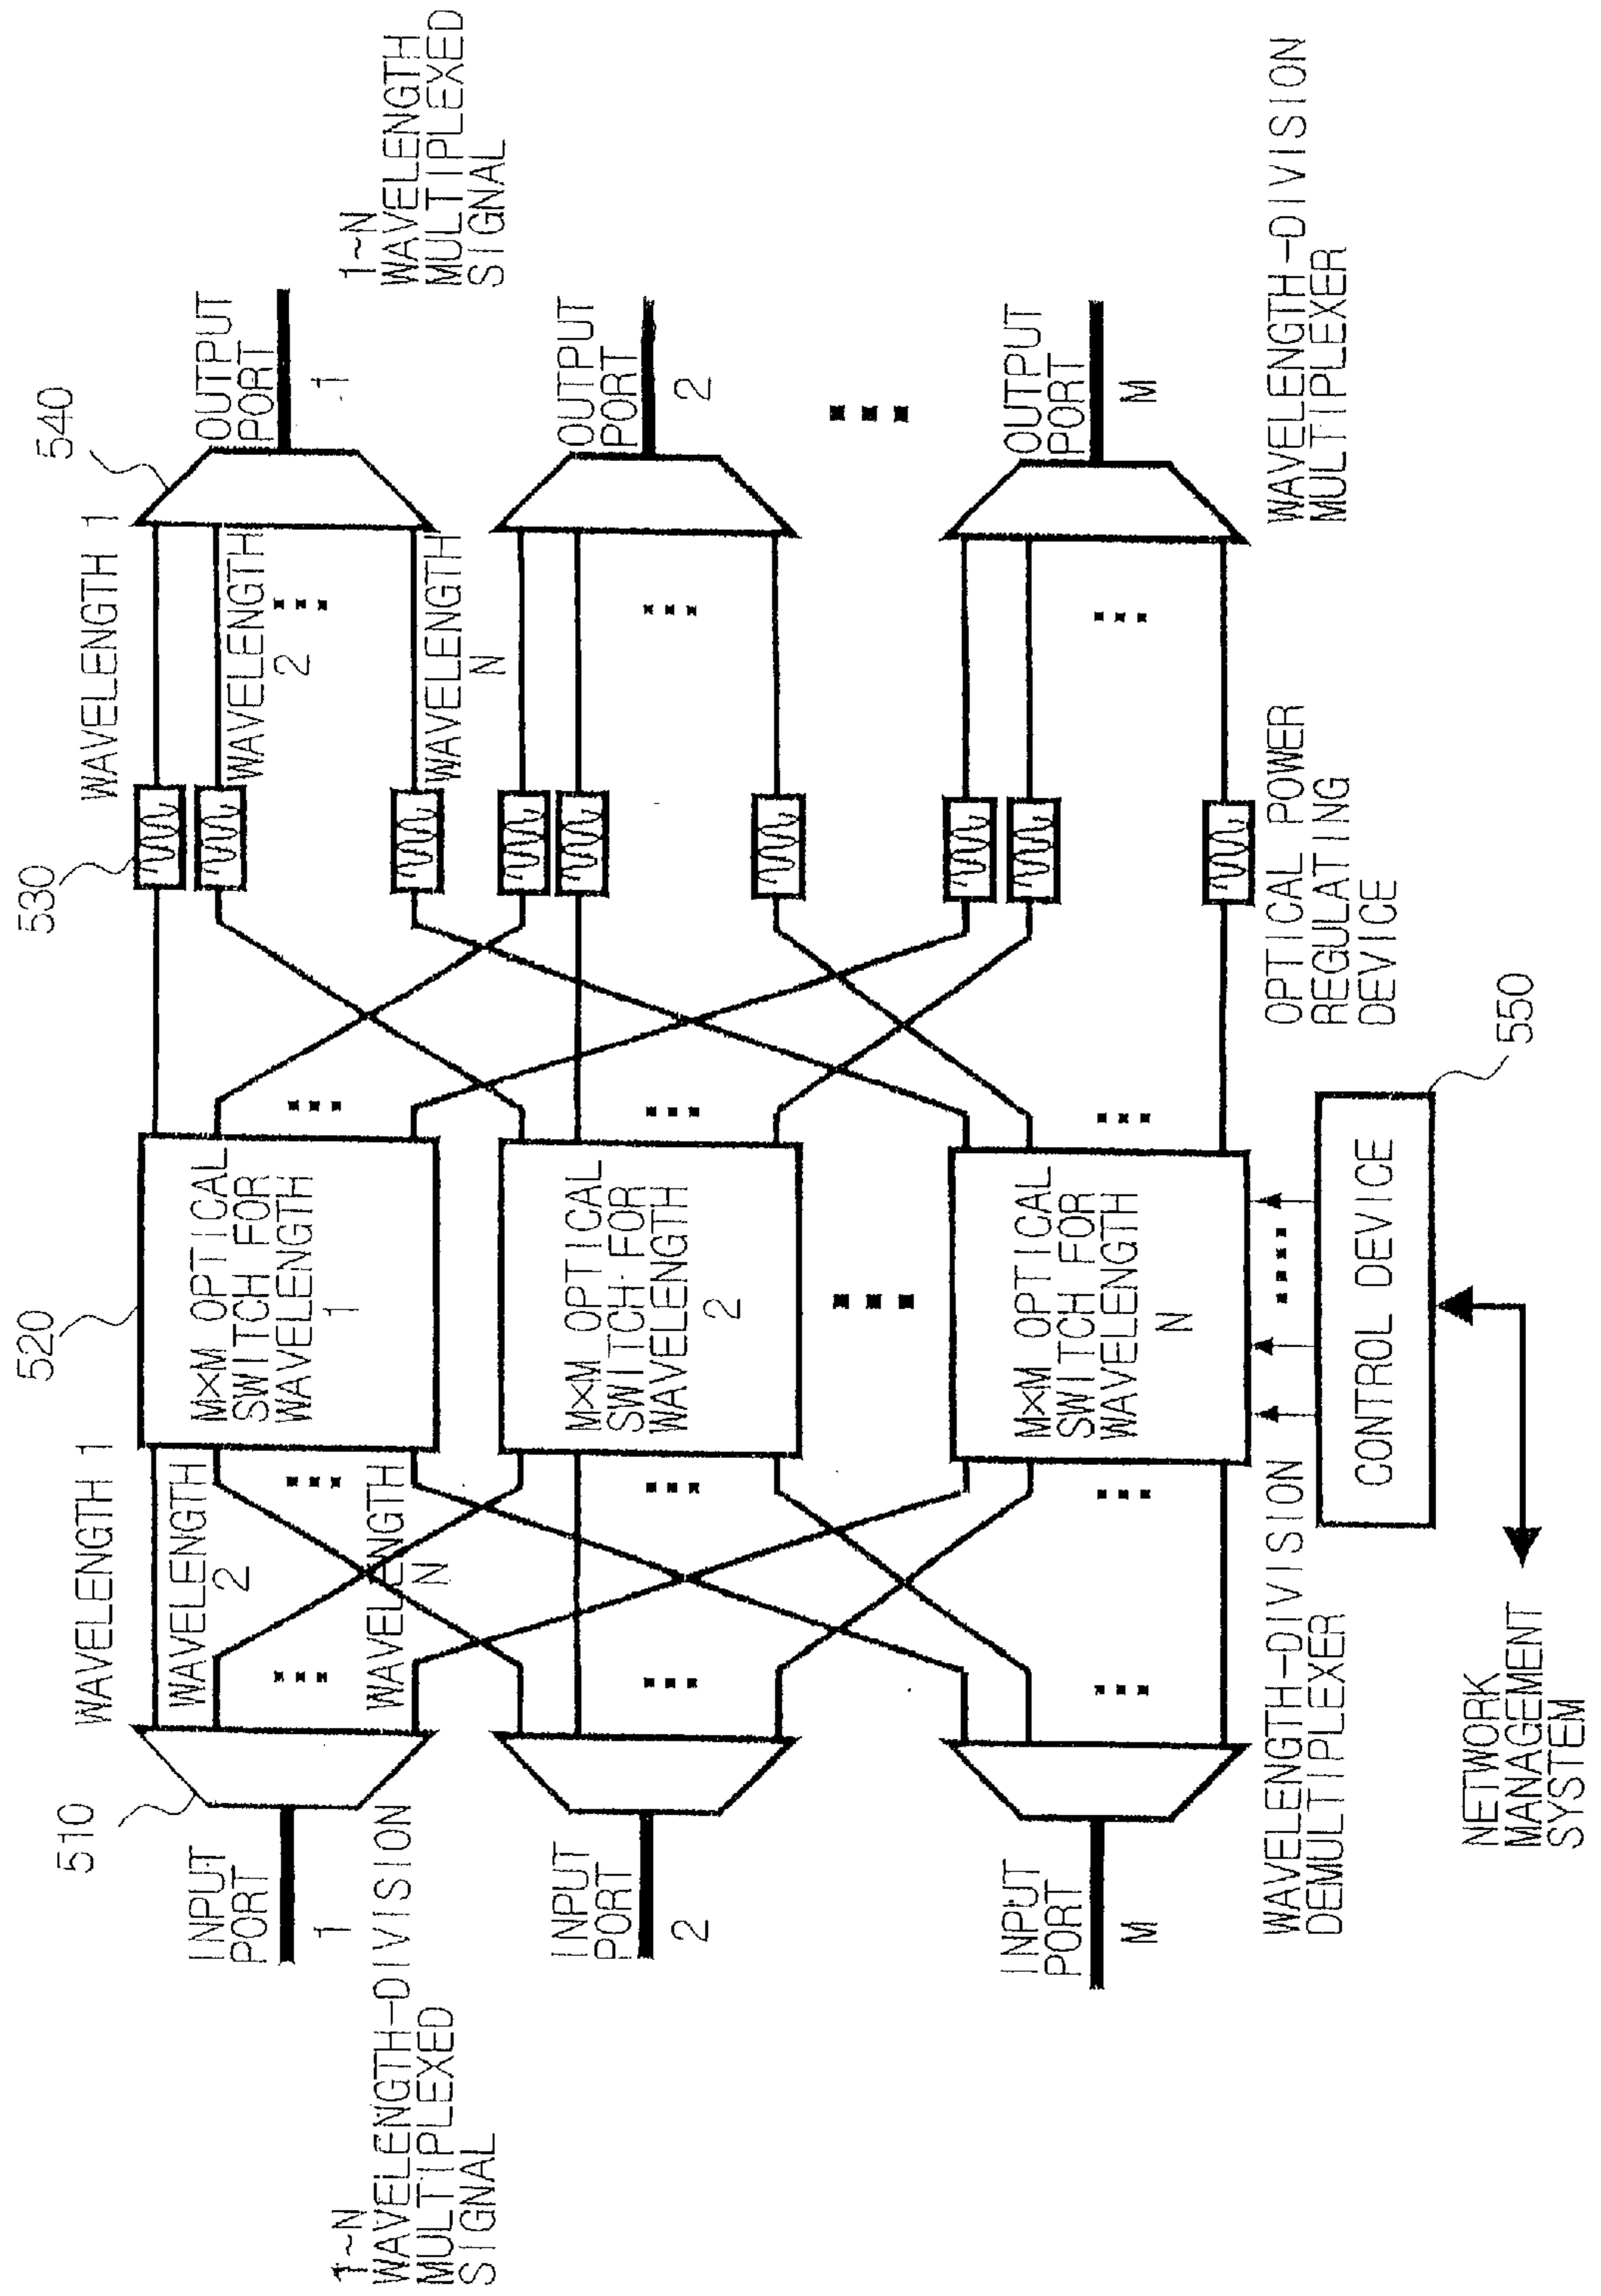 510
520
530
540
WAVELENGTH 1
WAVELENGTH 1
INPUT
PORT
1
WAVELENGTH
2
WAVELENGTH
N
M×M OPTICAL
SWITCH FOR
WAVELENGTH
1
WAVELENGTH
2
WAVELENGTH
N
OUTPUT
PORT
1
1~N
WAVELENGTH-DIVISION
MULTIPLEXED
SIGNAL
1~N
WAVELENGTH
MULTIPLEXED
SIGNAL
INPUT
PORT
2
M×M OPTICAL
SWITCH FOR
WAVELENGTH
2
OUTPUT
PORT
2
INPUT
PORT
M
M×M OPTICAL
SWITCH FOR
WAVELENGTH
N
OUTPUT
PORT
M
WAVELENGTH-DIVISION
DEMULTIPLEXER
OPTICAL POWER
REGULATING
DEVICE
WAVELENGTH-DIVISION
MULTIPLEXER
CONTROL DEVICE
550
NETWORK
MANAGEMENT
SYSTEM